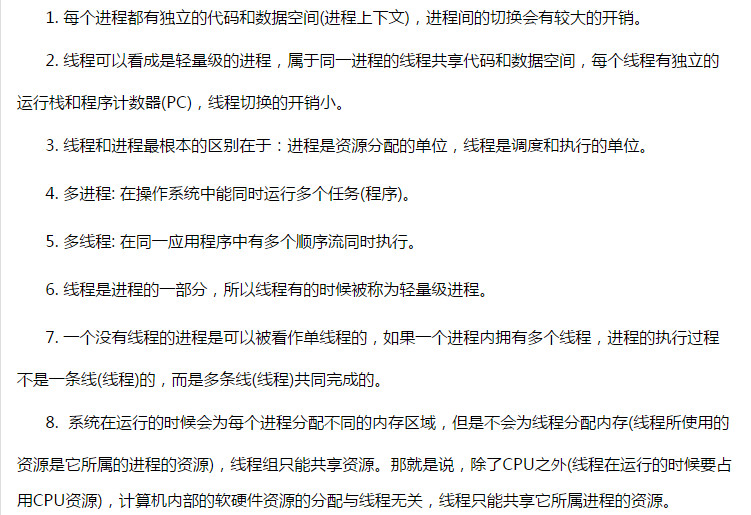 1. 每个进程都有独立的代码和数据空间(进程上下文)，进程间的切换会有较大的开销。
2. 线程可以看成是轻量级的进程，属于同一进程的线程共享代码和数据空间，每个线程有独立的
运行栈和程序计数器(PC)，线程切换的开销小。
3. 线程和进程最根本的区别在于：进程是资源分配的单位，线程是调度和执行的单位。
4. 多进程: 在操作系统中能同时运行多个任务(程序)。
5. 多线程: 在同一应用程序中有多个顺序流同时执行。
6. 线程是进程的一部分，所以线程有的时候被称为轻量级进程。
7. 一个没有线程的进程是可以被看作单线程的，如果一个进程内拥有多个线程，进程的执行过程
不是一条线(线程)的，而是多条线(线程)共同完成的。
8.  系统在运行的时候会为每个进程分配不同的内存区域，但是不会为线程分配内存(线程所使用的
资源是它所属的进程的资源)，线程组只能共享资源。那就是说，除了CPU之外(线程在运行的时候要占
用CPU资源)，计算机内部的软硬件资源的分配与线程无关，线程只能共享它所属进程的资源。